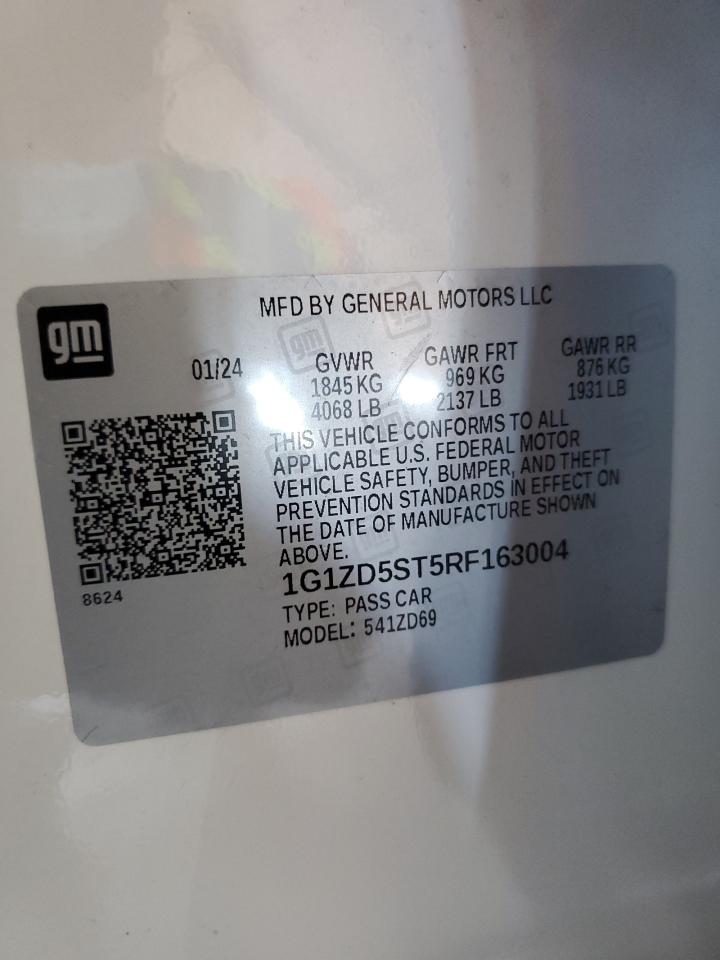 gm
MFD BY GENERAL MOTORS LLC
01/24
GVWR
1845 KG
4068 LB
GAWR FRT
969 KG
2137 LB
GAWR RR
876 KG
1931 LB
THIS VEHICLE CONFORMS TO ALL
APPLICABLE U.S. FEDERAL MOTOR
VEHICLE SAFETY, BUMPER, AND THEFT
PREVENTION STANDARDS IN EFFECT ON
THE DATE OF MANUFACTURE SHOWN
ABOVE.
1G1ZD5ST5RF163004
TYPE: PASS CAR
MODEL: 541ZD69
8624